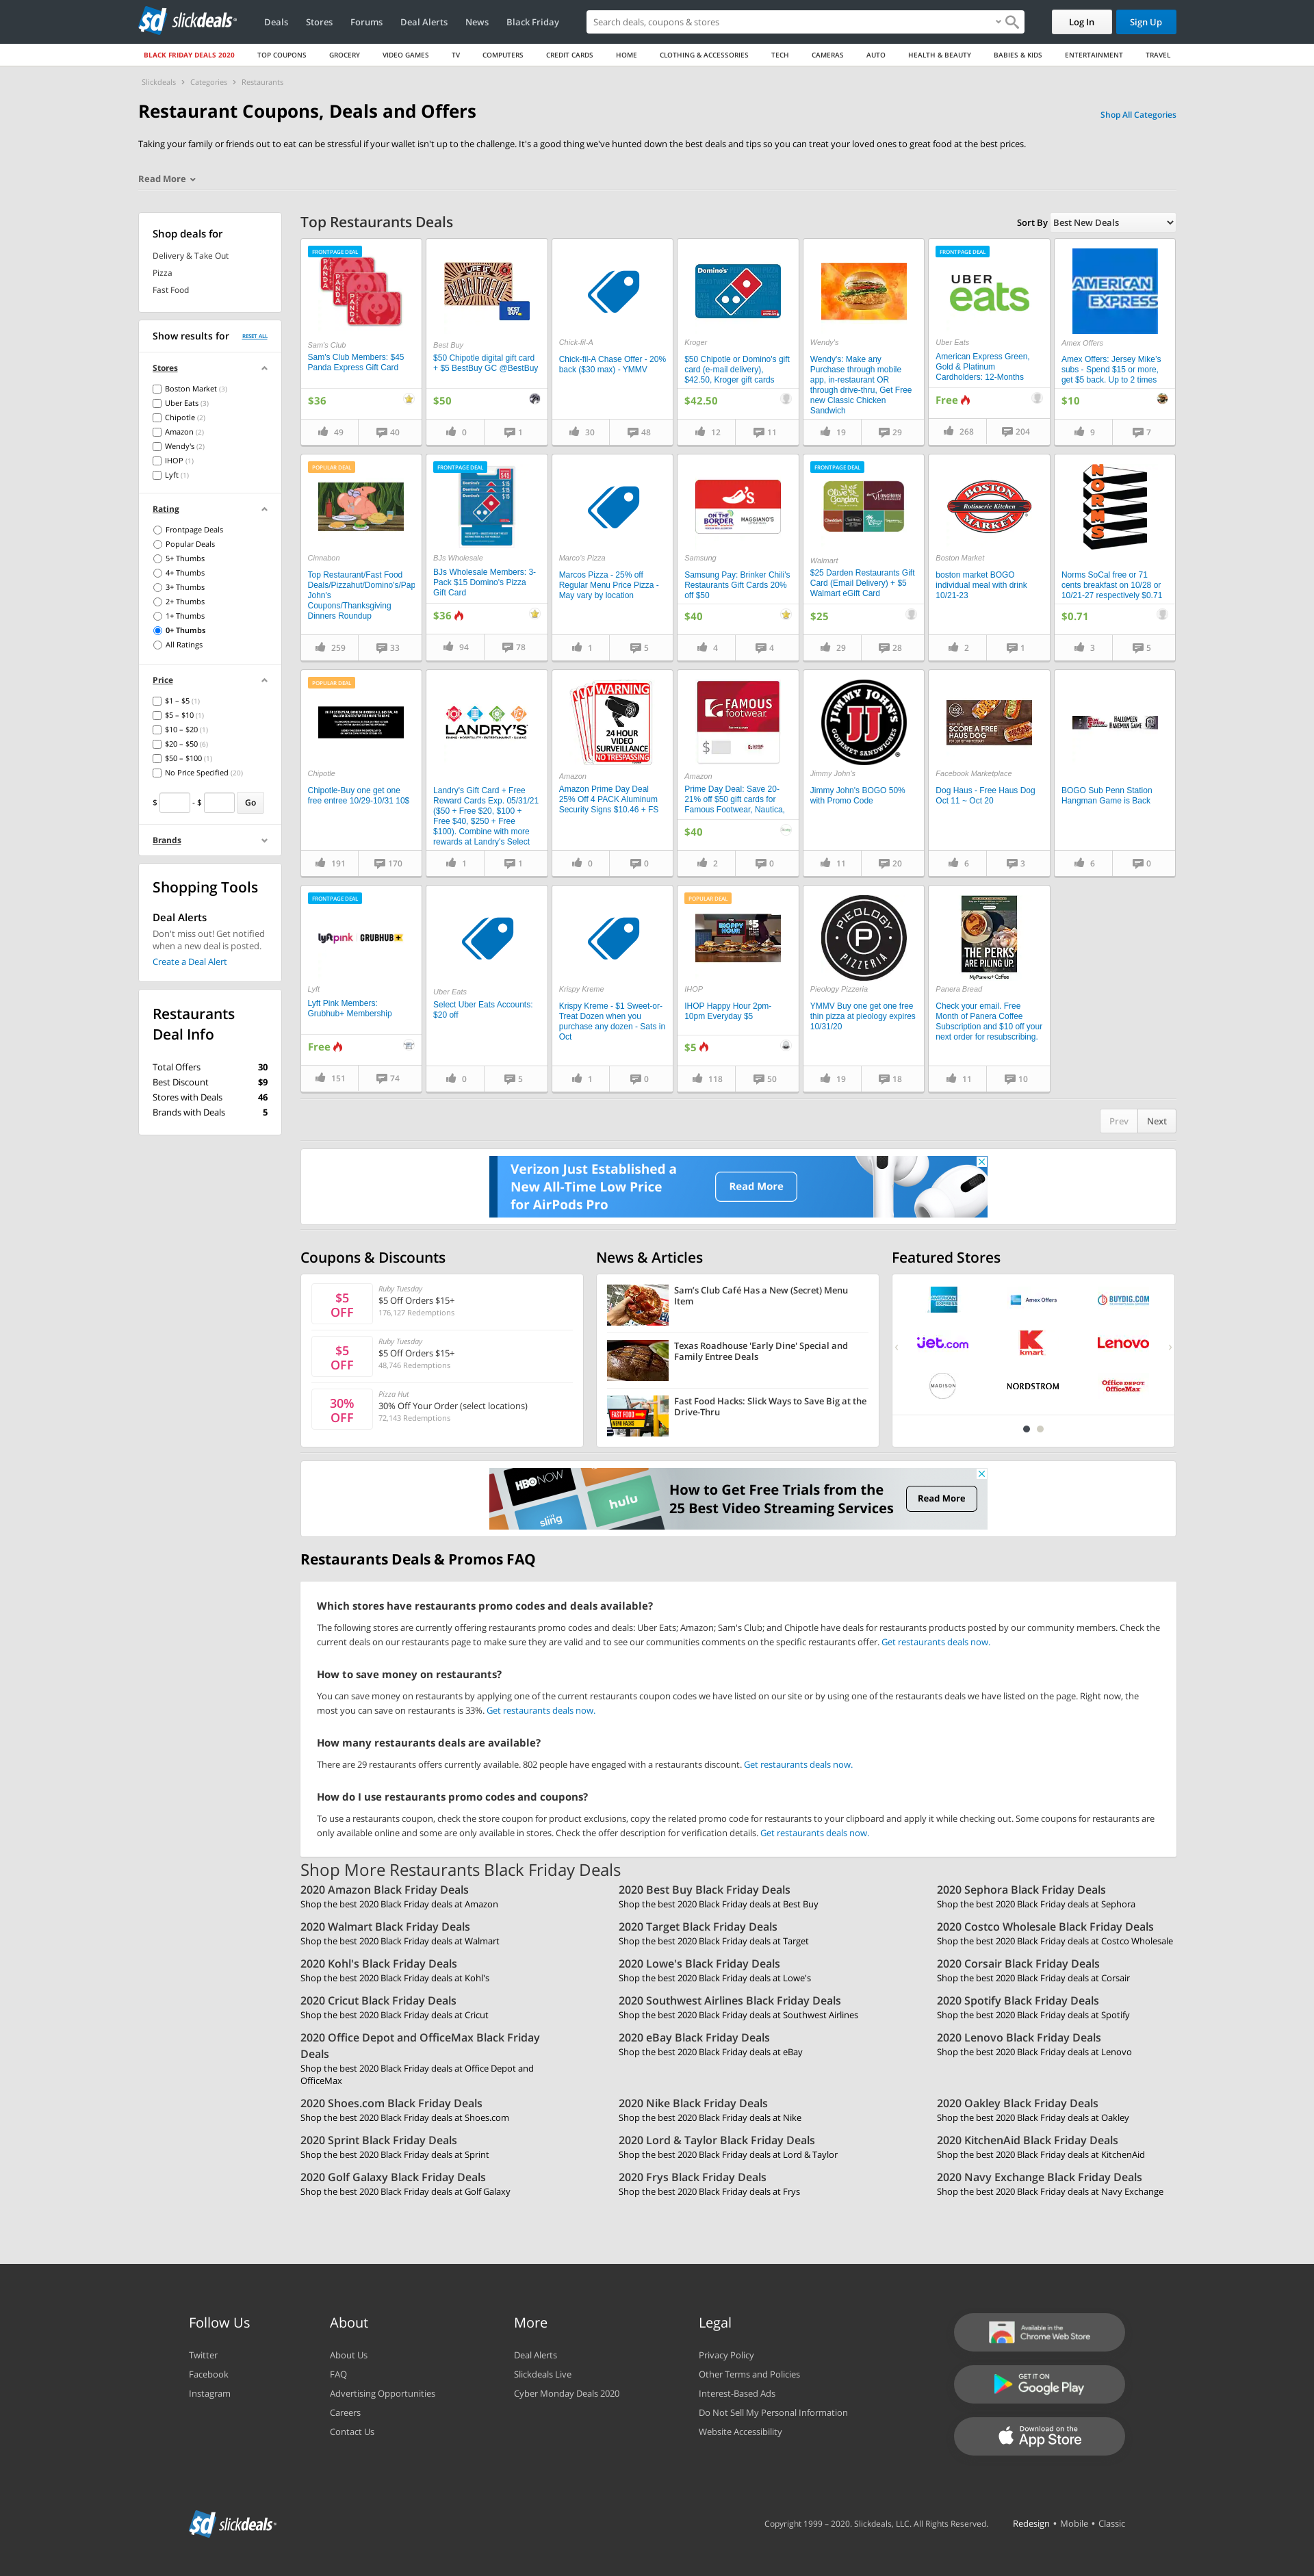 slickdeals
Deals Stores Forums Deal Alerts News Black Friday
Search deals, coupons & stores
Log In Sign Up
BLACK FRIDAY DEALS 2020 TOP COUPONS GROCERY VIDEO GAMES TV COMPUTERS CREDIT CARDS HOME CLOTHING & ACCESSORIES TECH CAMERAS AUTO HEALTH & BEAUTY BABIES & KIDS ENTERTAINMENT TRAVEL
Slickdeals › Categories › Restaurants
Restaurant Coupons, Deals and Offers
Shop All Categories
Taking your family or friends out to eat can be stressful if your wallet isn't up to the challenge. It's a good thing we've hunted down the best deals and tips so you can treat your loved ones to great food at the best prices.
Read More
Shop deals for
Delivery & Take Out
Pizza
Fast Food
Show results for RESET ALL
Stores
Boston Market (3)
Uber Eats (3)
Chipotle (2)
Amazon (2)
Wendy's (2)
IHOP (1)
Lyft (1)
Rating
Frontpage Deals
Popular Deals
5+ Thumbs
4+ Thumbs
3+ Thumbs
2+ Thumbs
1+ Thumbs
0+ Thumbs
All Ratings
Price
$1 – $5 (1)
$5 – $10 (1)
$10 – $20 (1)
$20 – $50 (6)
$50 – $100 (1)
No Price Specified (20)
$ - $ Go
Brands
Shopping Tools
Deal Alerts
Don't miss out! Get notified
when a new deal is posted.
Create a Deal Alert
Restaurants
Deal Info
Total Offers 30
Best Discount $9
Stores with Deals 46
Brands with Deals 5
Top Restaurants Deals
Sort By Best New Deals
FRONTPAGE DEAL
PANDA
PANDA
PANDA
Sam's Club
Sam's Club Members: $45
Panda Express Gift Card
$36
49 40
BEST BUY
Best Buy
$50 Chipotle digital gift card
+ $5 BestBuy GC @BestBuy
$50
0 1
Chick-fil-A
Chick-fil-A Chase Offer - 20%
back ($30 max) - YMMV
30 48
Domino's
Kroger
$50 Chipotle or Domino's gift
card (e-mail delivery),
$42.50, Kroger gift cards
$42.50
12 11
Wendy's
Wendy's: Make any
Purchase through mobile
app, in-restaurant OR
through drive-thru, Get Free
new Classic Chicken
Sandwich
19 29
FRONTPAGE DEAL
UBER
eats
Uber Eats
American Express Green,
Gold & Platinum
Cardholders: 12-Months
Free
268 204
AMERICAN
EXPRESS
Amex Offers
Amex Offers: Jersey Mike's
subs - Spend $15 or more,
get $5 back. Up to 2 times
$10
9 7
POPULAR DEAL
Cinnabon
Top Restaurant/Fast Food
Deals/Pizzahut/Domino's/Pap
John's
Coupons/Thanksgiving
Dinners Roundup
259 33
FRONTPAGE DEAL
$15
$15
$15
BJs Wholesale
BJs Wholesale Members: 3-
Pack $15 Domino's Pizza
Gift Card
$36
94 78
Marco's Pizza
Marcos Pizza - 25% off
Regular Menu Price Pizza -
May vary by location
1 5
chili's
ON THE
BORDER
MAGGIANO'S
Samsung
Samsung Pay: Brinker Chili's
Restaurants Gift Cards 20%
off $50
$40
4 4
FRONTPAGE DEAL
Olive
Garden
LONGHORN
Walmart
$25 Darden Restaurants Gift
Card (Email Delivery) + $5
Walmart eGift Card
$25
29 28
BOSTON
Rotisserie Kitchen
MARKET
Boston Market
boston market BOGO
individual meal with drink
10/21-23
2 1
NORMS
Norms SoCal free or 71
cents breakfast on 10/28 or
10/21-27 respectively $0.71
$0.71
3 5
POPULAR DEAL
Chipotle
Chipotle-Buy one get one
free entree 10/29-10/31 10$
191 170
LANDRY'S
Landry's Gift Card + Free
Reward Cards Exp. 05/31/21
($50 + Free $20, $100 +
Free $40, $250 + Free
$100). Combine with more
rewards at Landry's Select
1 1
WARNING
24 HOUR
VIDEO
SURVEILLANCE
NO TRESPASSING
Amazon
Amazon Prime Day Deal
25% Off 4 PACK Aluminum
Security Signs $10.46 + FS
0 0
FAMOUS
footwear
$
Amazon
Prime Day Deal: Save 20-
21% off $50 gift cards for
Famous Footwear, Nautica,
$40
2 0
JIMMY JOHN'S
JJ
GOURMET SANDWICHES
Jimmy John's
Jimmy John's BOGO 50%
with Promo Code
11 20
SCORE A FREE
HAUS DOG
Facebook Marketplace
Dog Haus - Free Haus Dog
Oct 11 ~ Oct 20
6 3
HALLOWEEN
HANGMAN GAME
BOGO Sub Penn Station
Hangman Game is Back
6 0
FRONTPAGE DEAL
lyft pink GRUBHUB+
Lyft
Lyft Pink Members:
Grubhub+ Membership
Free
151 74
Uber Eats
Select Uber Eats Accounts:
$20 off
0 5
Krispy Kreme
Krispy Kreme - $1 Sweet-or-
Treat Dozen when you
purchase any dozen - Sats in
Oct
1 0
POPULAR DEAL
IHOP
IHOP Happy Hour 2pm-
10pm Everyday $5
$5
118 50
PIEOLOGY
P
PIZZERIA
Pieology Pizzeria
YMMV Buy one get one free
thin pizza at pieology expires
10/31/20
19 18
THE PERKS
ARE PILING UP.
MyPanera+ Coffee
Panera Bread
Check your email. Free
Month of Panera Coffee
Subscription and $10 off your
next order for resubscribing.
11 10
Prev Next
Verizon Just Established a
New All-Time Low Price
for AirPods Pro
Read More
Coupons & Discounts
$5
OFF
Ruby Tuesday
$5 Off Orders $15+
176,127 Redemptions
$5
OFF
Ruby Tuesday
$5 Off Orders $15+
48,746 Redemptions
30%
OFF
Pizza Hut
30% Off Your Order (select locations)
72,143 Redemptions
News & Articles
Sam's Club Café Has a New (Secret) Menu
Item
Texas Roadhouse 'Early Dine' Special and
Family Entree Deals
FAST FOOD
MENU HACKS
Fast Food Hacks: Slick Ways to Save Big at the
Drive-Thru
Featured Stores
AMERICAN EXPRESS Amex Offers BUYDIG.COM
jet.com kmart Lenovo
MADISON NORDSTROM Office DEPOT OfficeMax
HBO NOW
hulu
sling
How to Get Free Trials from the
25 Best Video Streaming Services
Read More
Restaurants Deals & Promos FAQ
Which stores have restaurants promo codes and deals available?
The following stores are currently offering restaurants promo codes and deals: Uber Eats; Amazon; Sam's Club; and Chipotle have deals for restaurants products posted by our community members. Check the
current deals on our restaurants page to make sure they are valid and to see our communities comments on the specific restaurants offer. Get restaurants deals now.
How to save money on restaurants?
You can save money on restaurants by applying one of the current restaurants coupon codes we have listed on our site or by using one of the restaurants deals we have listed on the page. Right now, the
most you can save on restaurants is 33%. Get restaurants deals now.
How many restaurants deals are available?
There are 29 restaurants offers currently available. 802 people have engaged with a restaurants discount. Get restaurants deals now.
How do I use restaurants promo codes and coupons?
To use a restaurants coupon, check the store coupon for product exclusions, copy the related promo code for restaurants to your clipboard and apply it while checking out. Some coupons for restaurants are
only available online and some are only available in stores. Check the offer description for verification details. Get restaurants deals now.
Shop More Restaurants Black Friday Deals
2020 Amazon Black Friday Deals
Shop the best 2020 Black Friday deals at Amazon
2020 Best Buy Black Friday Deals
Shop the best 2020 Black Friday deals at Best Buy
2020 Sephora Black Friday Deals
Shop the best 2020 Black Friday deals at Sephora
2020 Walmart Black Friday Deals
Shop the best 2020 Black Friday deals at Walmart
2020 Target Black Friday Deals
Shop the best 2020 Black Friday deals at Target
2020 Costco Wholesale Black Friday Deals
Shop the best 2020 Black Friday deals at Costco Wholesale
2020 Kohl's Black Friday Deals
Shop the best 2020 Black Friday deals at Kohl's
2020 Lowe's Black Friday Deals
Shop the best 2020 Black Friday deals at Lowe's
2020 Corsair Black Friday Deals
Shop the best 2020 Black Friday deals at Corsair
2020 Cricut Black Friday Deals
Shop the best 2020 Black Friday deals at Cricut
2020 Southwest Airlines Black Friday Deals
Shop the best 2020 Black Friday deals at Southwest Airlines
2020 Spotify Black Friday Deals
Shop the best 2020 Black Friday deals at Spotify
2020 Office Depot and OfficeMax Black Friday
Deals
Shop the best 2020 Black Friday deals at Office Depot and
OfficeMax
2020 eBay Black Friday Deals
Shop the best 2020 Black Friday deals at eBay
2020 Lenovo Black Friday Deals
Shop the best 2020 Black Friday deals at Lenovo
2020 Shoes.com Black Friday Deals
Shop the best 2020 Black Friday deals at Shoes.com
2020 Nike Black Friday Deals
Shop the best 2020 Black Friday deals at Nike
2020 Oakley Black Friday Deals
Shop the best 2020 Black Friday deals at Oakley
2020 Sprint Black Friday Deals
Shop the best 2020 Black Friday deals at Sprint
2020 Lord & Taylor Black Friday Deals
Shop the best 2020 Black Friday deals at Lord & Taylor
2020 KitchenAid Black Friday Deals
Shop the best 2020 Black Friday deals at KitchenAid
2020 Golf Galaxy Black Friday Deals
Shop the best 2020 Black Friday deals at Golf Galaxy
2020 Frys Black Friday Deals
Shop the best 2020 Black Friday deals at Frys
2020 Navy Exchange Black Friday Deals
Shop the best 2020 Black Friday deals at Navy Exchange
Follow Us
Twitter
Facebook
Instagram
About
About Us
FAQ
Advertising Opportunities
Careers
Contact Us
More
Deal Alerts
Slickdeals Live
Cyber Monday Deals 2020
Legal
Privacy Policy
Other Terms and Policies
Interest-Based Ads
Do Not Sell My Personal Information
Website Accessibility
Available in the
Chrome Web Store
GET IT ON
Google Play
Download on the
App Store
slickdeals
Copyright 1999 – 2020. Slickdeals, LLC. All Rights Reserved.
Redesign • Mobile • Classic